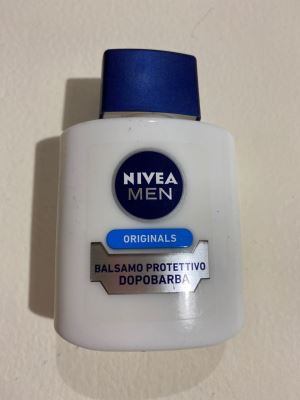 NIVEA
MEN
ORIGINALS
BALSAMO PROTETTIVO
DOPOBARBA